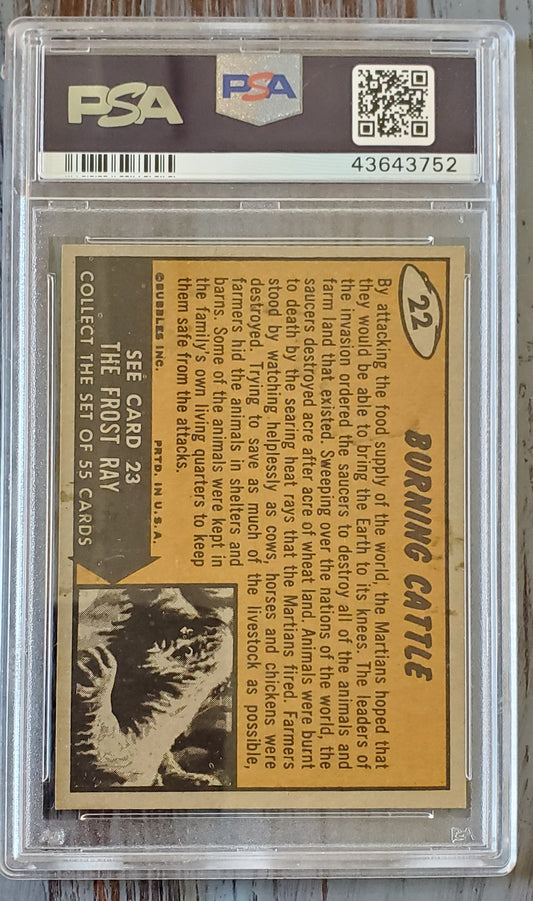 PSA
PSA
43643752
22
BURNING CATTLE
By attacking the food supply of the world, the Martians hoped that
they would be able to bring the Earth to its knees. The leaders of
the invasion ordered the saucers to destroy all of the animals and
farm land that existed. Sweeping over the nations of the world, the
saucers destroyed acre after acre of wheat land. Animals were burnt
to death by the searing heat rays that the Martians fired. Farmers
stood by watching helplessly as cows, horses and chickens were
destroyed. Trying to save as much of the livestock as possible,
farmers hid the animals in shelters and
barns. Some of the animals were kept in
the family's own living quarters to keep
them safe from the attacks.
©BUBBLES INC. PRTD. IN U.S.A.
SEE CARD 23
THE FROST RAY
COLLECT THE SET OF 55 CARDS